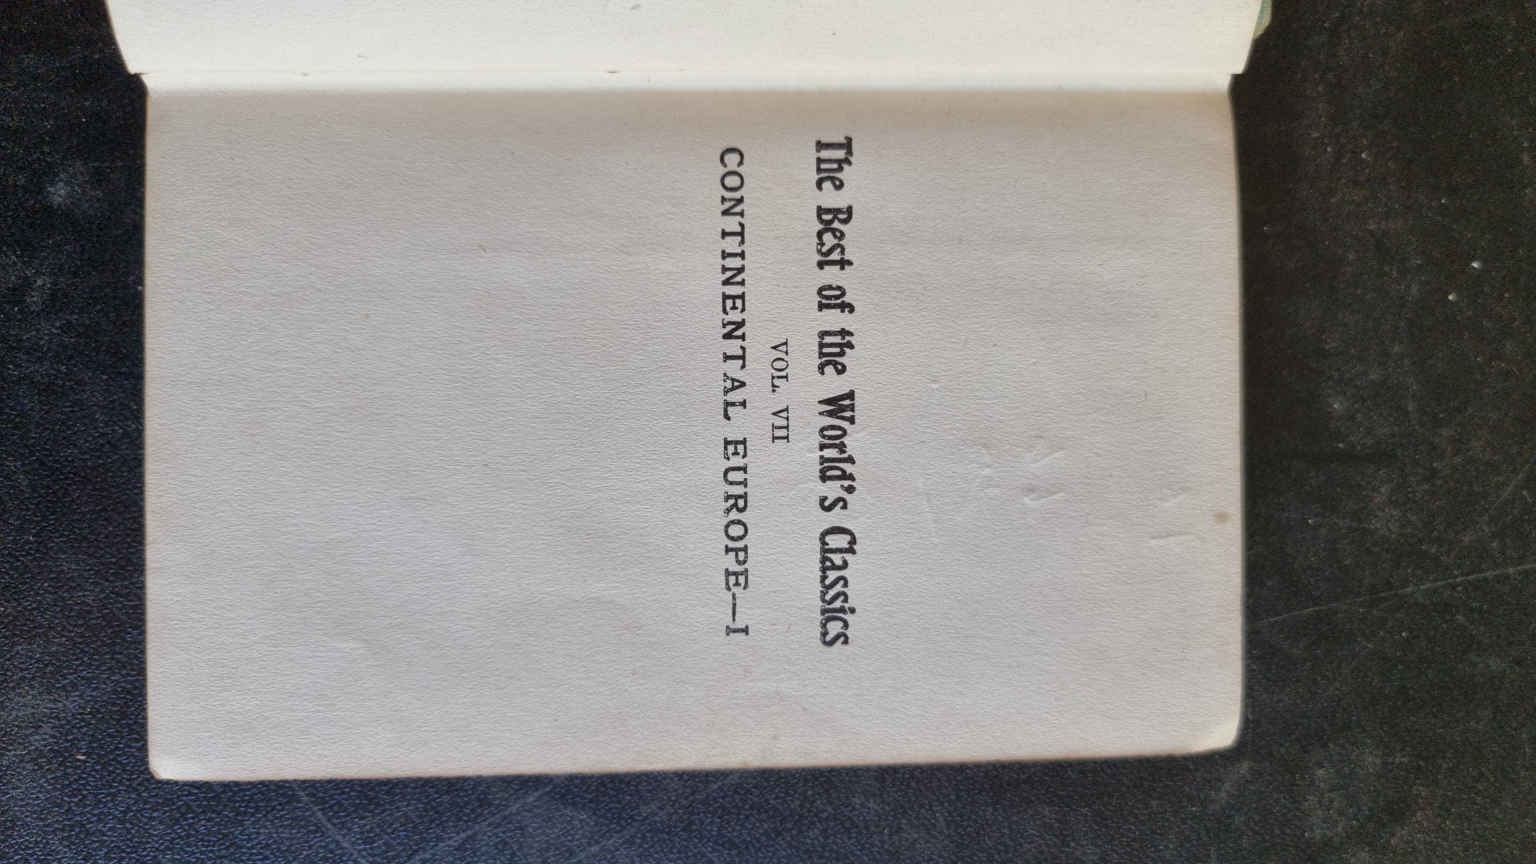 The Best of the World's Classics
VOL. VII
CONTINENTAL EUROPE—I